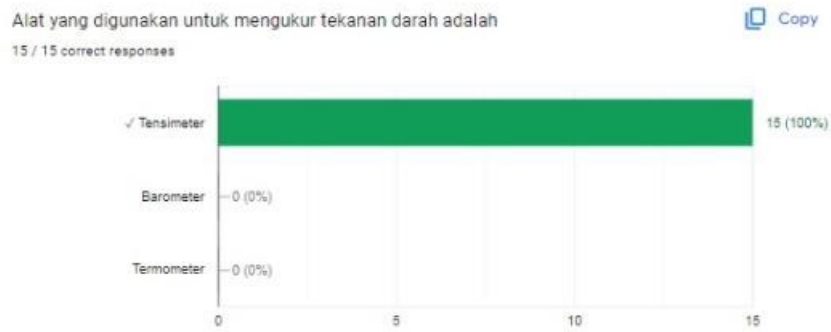 Alat yang digunakan untuk mengukur tekanan darah adalah
Copy
15 / 15 correct responses
✓ Tensimeter
15 (100%)
Barometer
0 (0%)
Termometer
0 (0%)
0
5
10
15